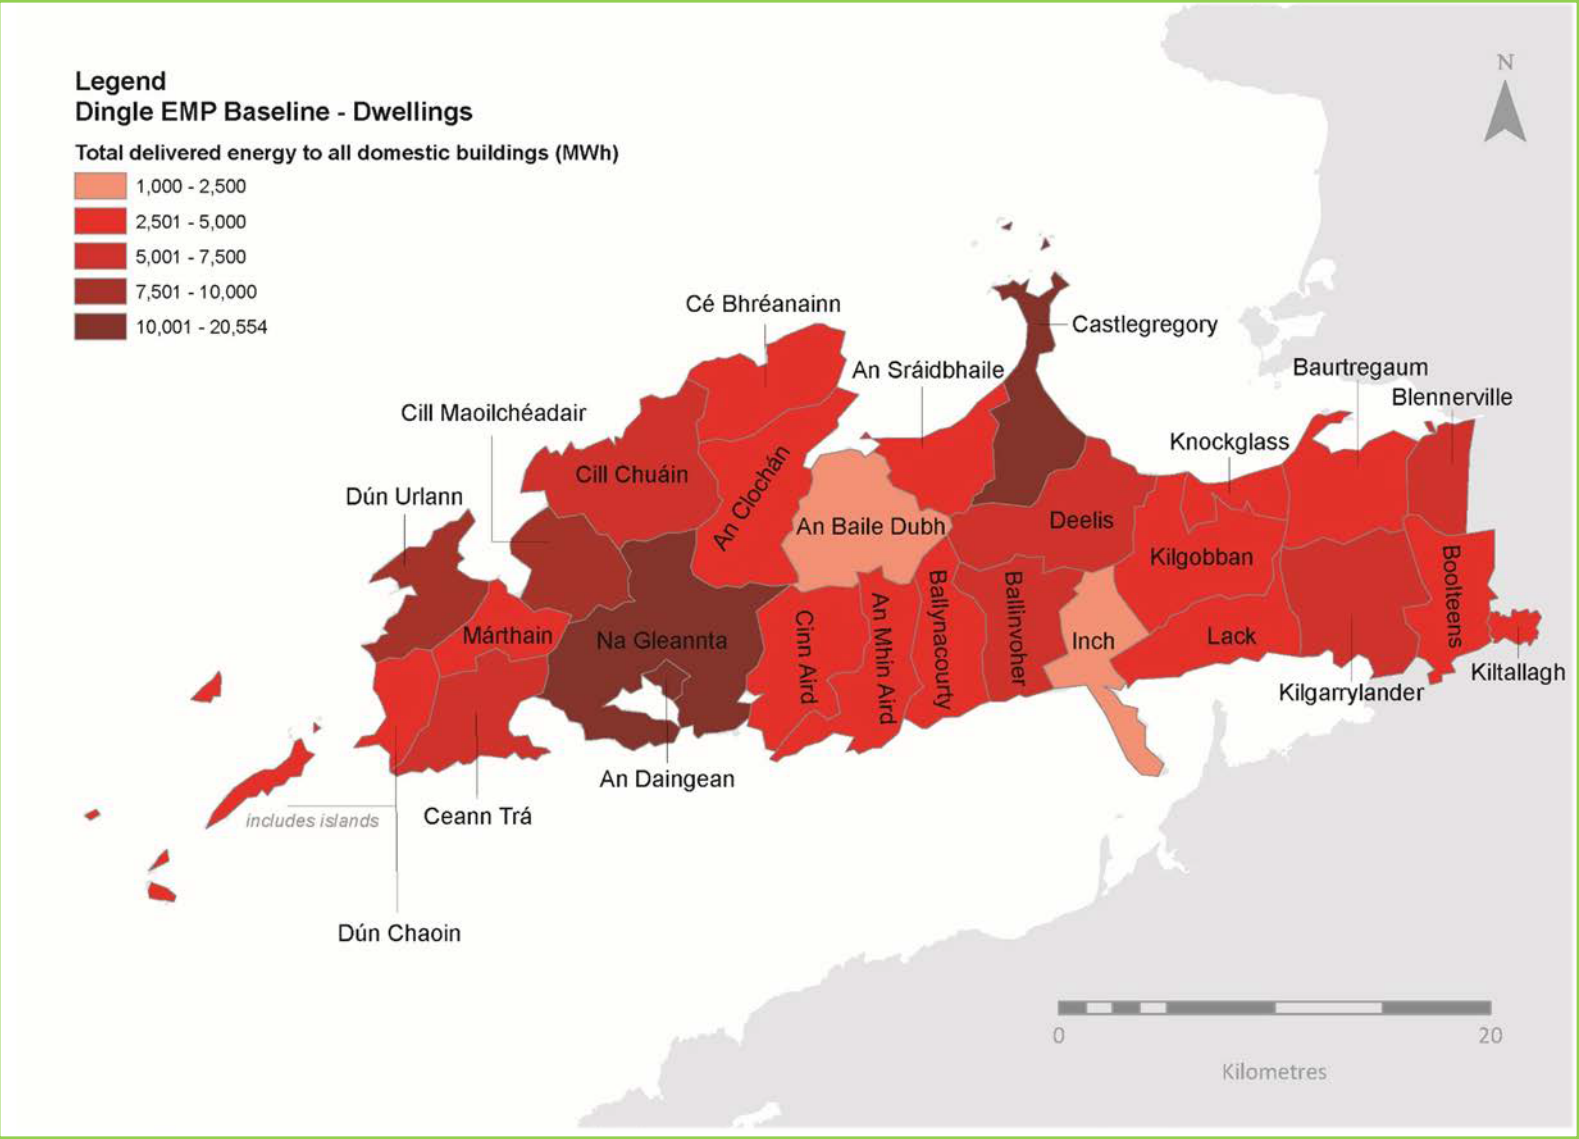 Legend
Dingle EMP Baseline - Dwellings
Total delivered energy to all domestic buildings (MWh)
1,000 - 2,500
2,501 - 5,000
5,001 - 7,500
7,501 - 10,000
10,001 - 20,554
N
Cé Bhréanainn
Castlegregory
An Sráidbhaile
Baurtregaum
Blennerville
Cill Maoilchéadair
Knockglass
Cill Chuáin
An Clochán
Dún Urlann
An Baile Dubh
Deelis
Kilgobban
Boolteens
Márthain
Na Gleannta
Cinn Aird
An Mhin Aird
Ballynacourty
Ballinvoher
Inch
Lack
Kiltallagh
Kilgarrylander
An Daingean
Ceann Trá
includes islands
Dún Chaoin
0
20
Kilometres